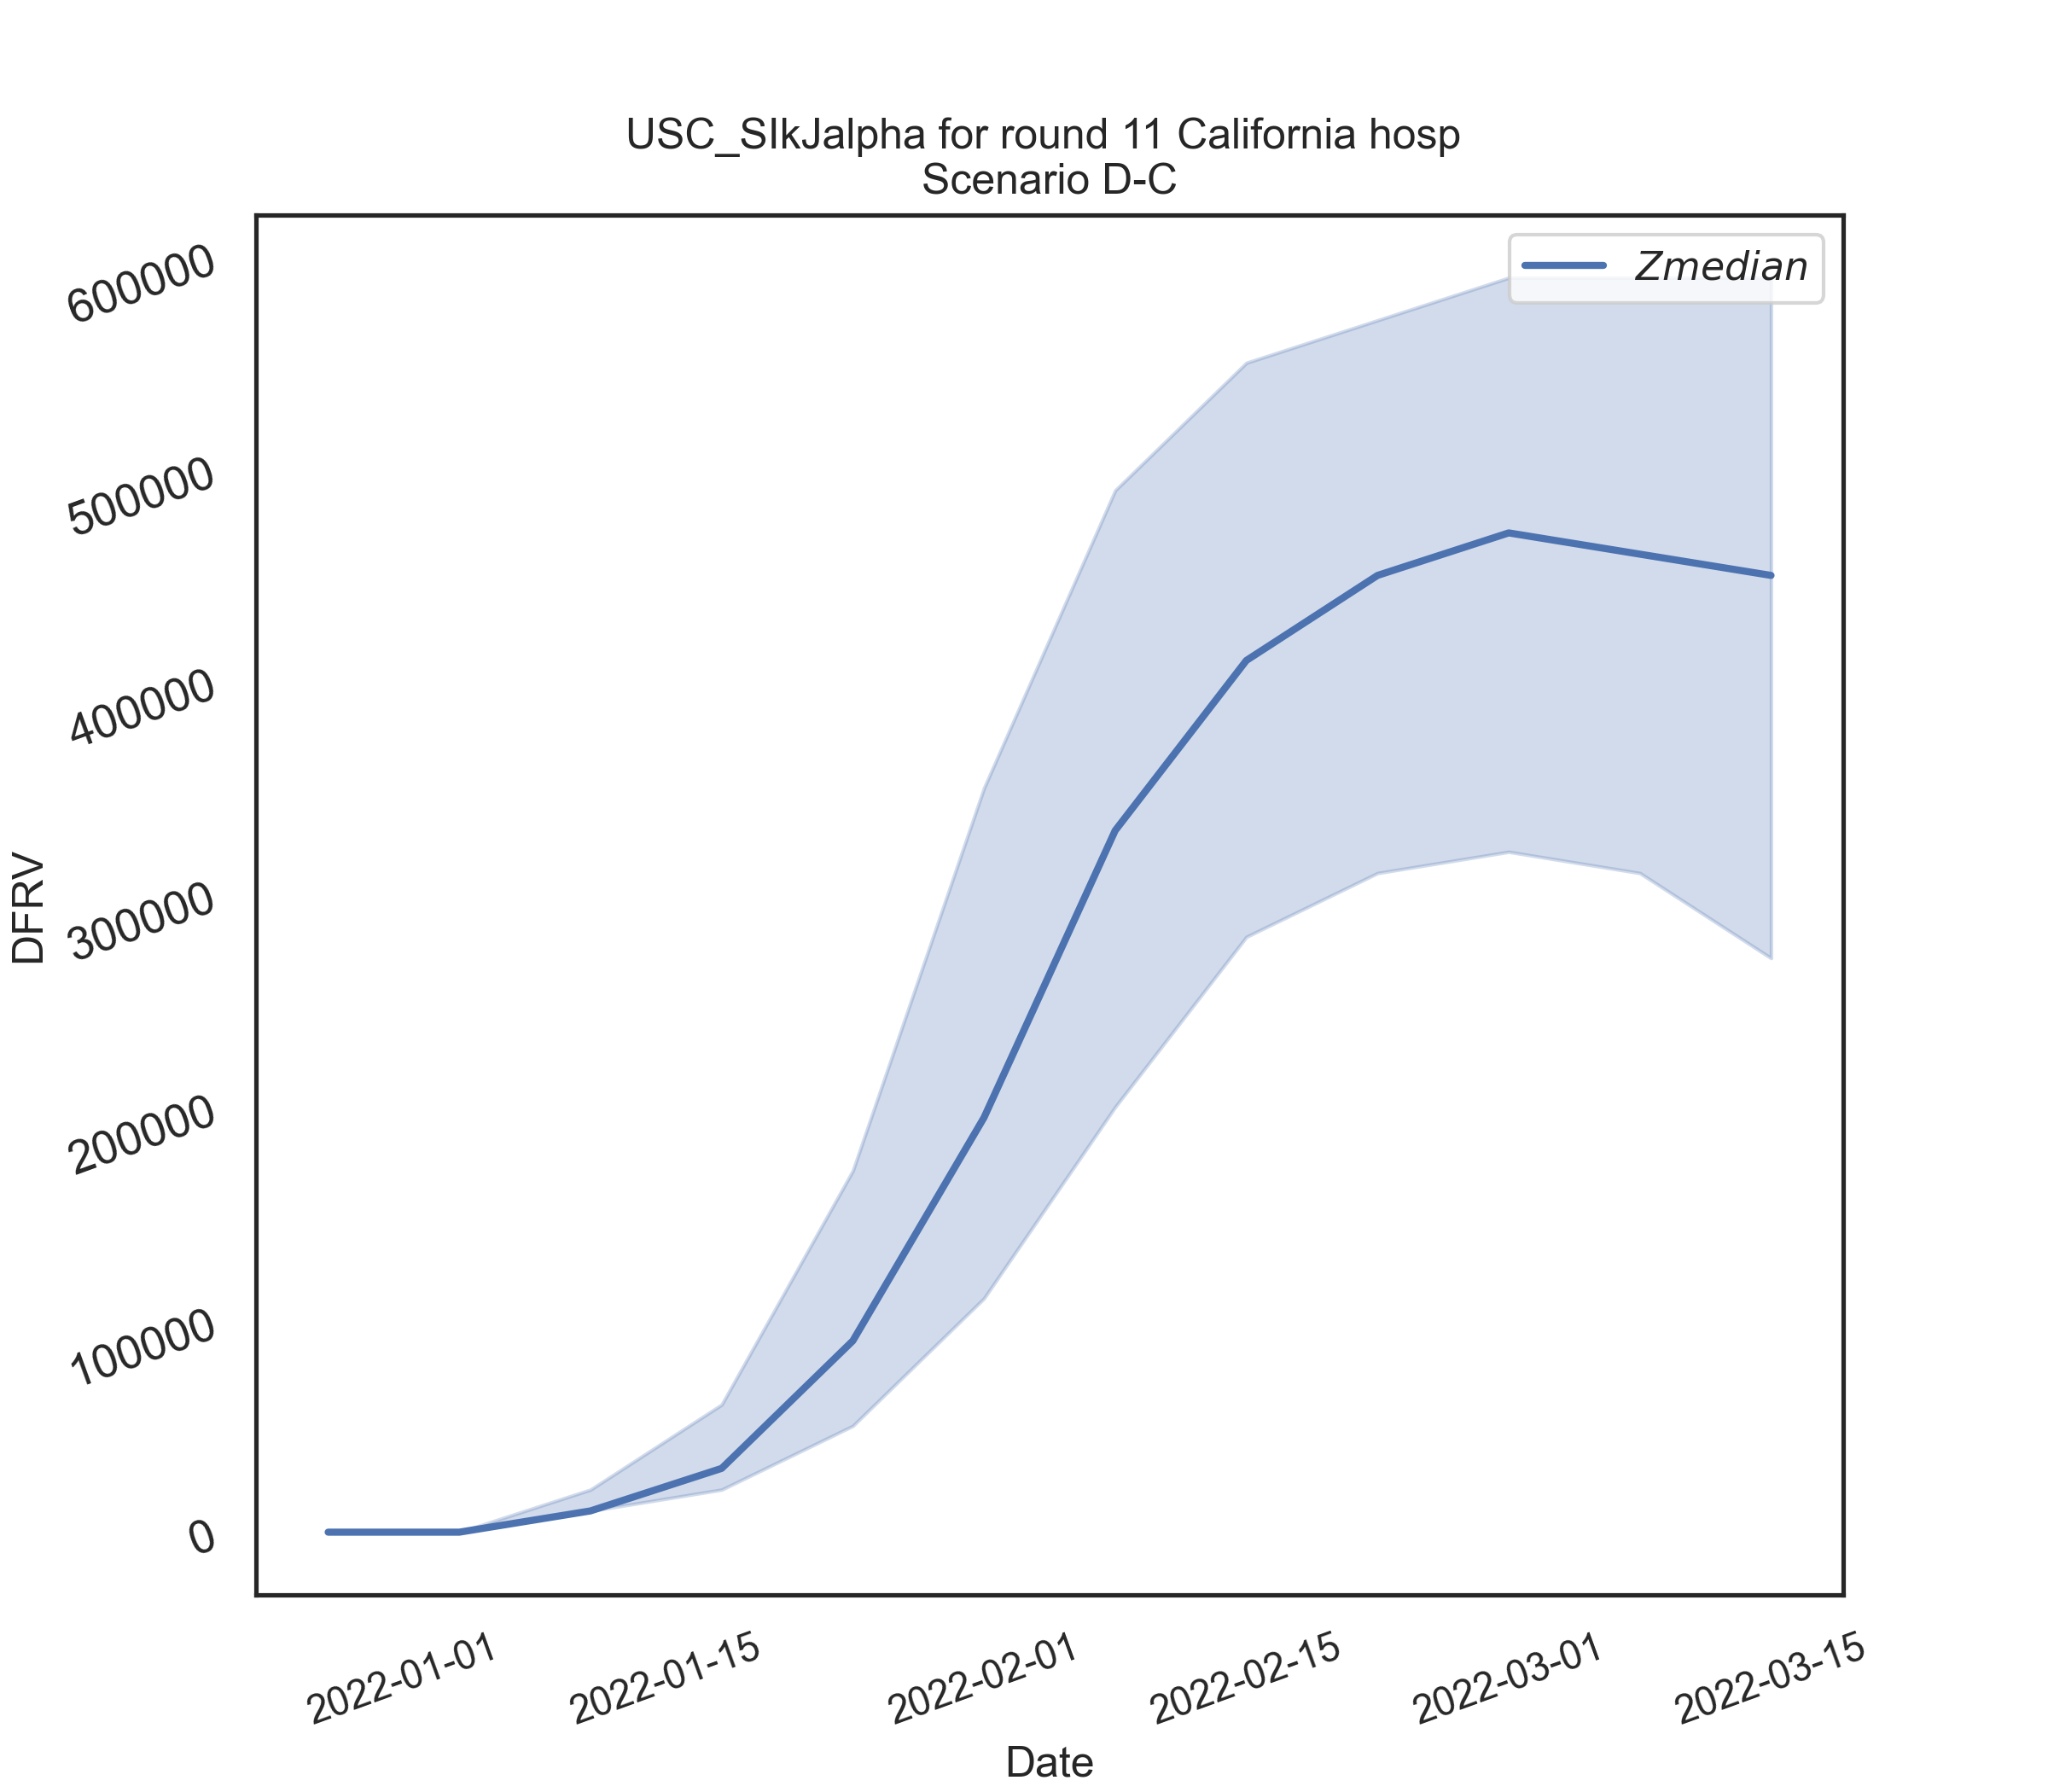 USC_SIkJalpha for round 11 California hosp
Scenario D-C
Zmedian
600000
500000
400000
300000
200000
100000
0
DFRV
2022-01-01
2022-01-15
2022-02-01
2022-02-15
2022-03-01
2022-03-15
Date